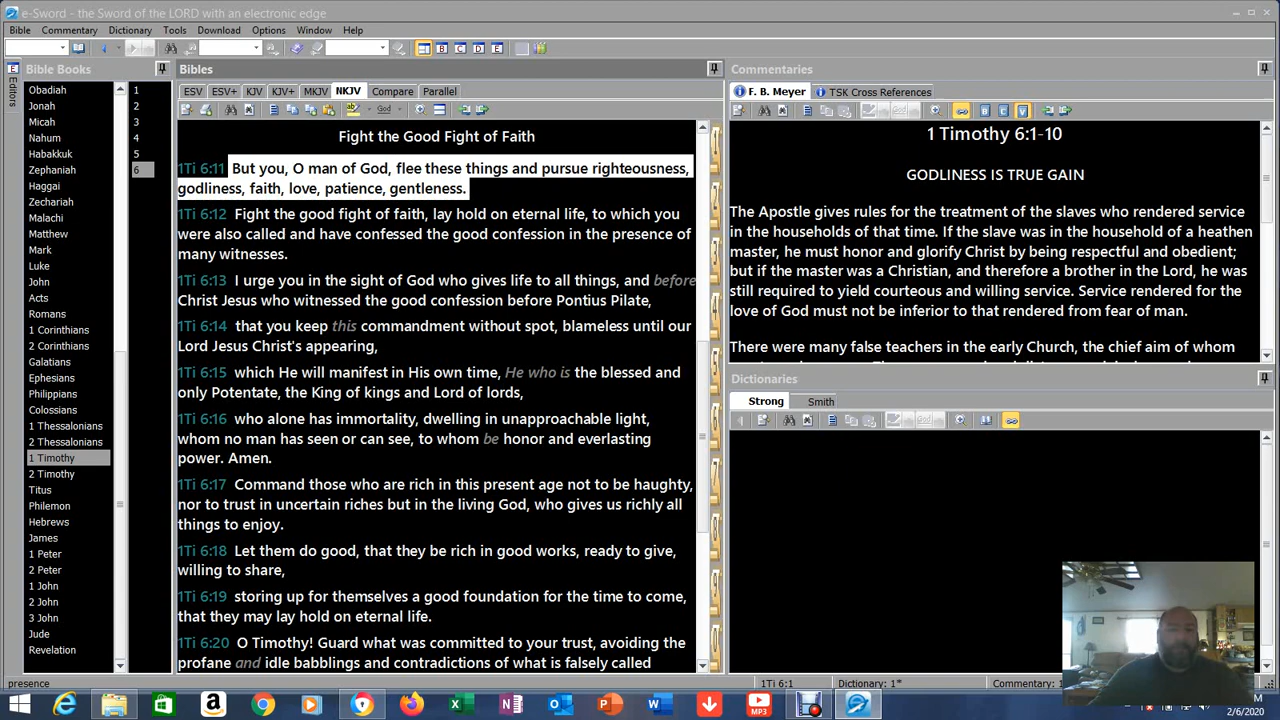 e-Sword - the Sword of the LORD with an electronic edge
Bible Commentary Dictionary Tools Download Options Window Help
B C D E
Editors
Bible Books
Obadiah
Jonah
Micah
Nahum
Habakkuk
Zephaniah
Haggai
Zechariah
Malachi
Matthew
Mark
Luke
John
Acts
Romans
1 Corinthians
2 Corinthians
Galatians
Ephesians
Philippians
Colossians
1 Thessalonians
2 Thessalonians
1 Timothy
2 Timothy
Titus
Philemon
Hebrews
James
1 Peter
2 Peter
1 John
2 John
3 John
Jude
Revelation
1
2
3
4
5
6
Bibles
ESV ESV+ KJV KJV+ MKJV NKJV Compare Parallel
God
Fight the Good Fight of Faith
1Ti 6:11 But you, O man of God, flee these things and pursue righteousness,
godliness, faith, love, patience, gentleness.
1Ti 6:12 Fight the good fight of faith, lay hold on eternal life, to which you
were also called and have confessed the good confession in the presence of
many witnesses.
1Ti 6:13 I urge you in the sight of God who gives life to all things, and before
Christ Jesus who witnessed the good confession before Pontius Pilate,
1Ti 6:14 that you keep this commandment without spot, blameless until our
Lord Jesus Christ's appearing,
1Ti 6:15 which He will manifest in His own time, He who is the blessed and
only Potentate, the King of kings and Lord of lords,
1Ti 6:16 who alone has immortality, dwelling in unapproachable light,
whom no man has seen or can see, to whom be honor and everlasting
power. Amen.
1Ti 6:17 Command those who are rich in this present age not to be haughty,
nor to trust in uncertain riches but in the living God, who gives us richly all
things to enjoy.
1Ti 6:18 Let them do good, that they be rich in good works, ready to give,
willing to share,
1Ti 6:19 storing up for themselves a good foundation for the time to come,
that they may lay hold on eternal life.
1Ti 6:20 O Timothy! Guard what was committed to your trust, avoiding the
profane and idle babblings and contradictions of what is falsely called
1
2
3
4
5
6
7
8
9
0
Commentaries
F. B. Meyer TSK Cross References
God B C V
1 Timothy 6:1-10
GODLINESS IS TRUE GAIN
The Apostle gives rules for the treatment of the slaves who rendered service
in the households of that time. If the slave was in the household of a heathen
master, he must honor and glorify Christ by being respectful and obedient;
but if the master was a Christian, and therefore a brother in the Lord, he was
still required to yield courteous and willing service. Service rendered for the
love of God must not be inferior to that rendered from fear of man.
There were many false teachers in the early Church, the chief aim of whom
Dictionaries
Strong Smith
God
presence
1Ti 6:1 Dictionary: 1* Commentary: 1
MP3
M
2/6/2020